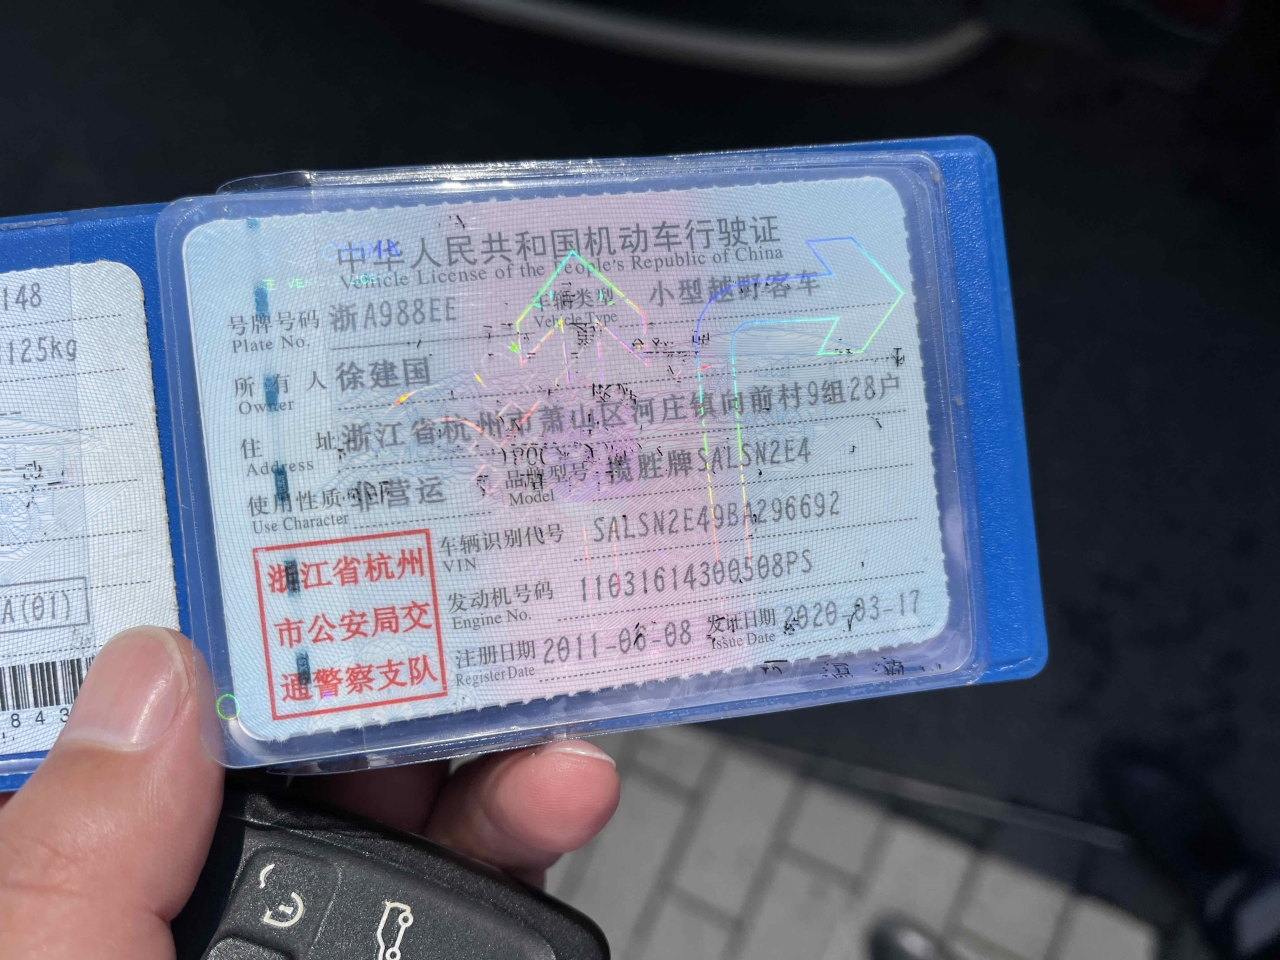 148
1125kg
A(01)
843
中华人民共和国机动车行驶证
Vehicle License of the People's Republic of China
号牌号码 浙A988EE 车辆类型 小型越野客车
Plate No. Vehicle Type
所有人 徐建国
Owner
住址 浙江省杭州市萧山区河庄镇向前村9组28户
Address
使用性质 非营运 品牌型号 揽胜牌SALSN2E4
Use Character Model
车辆识别代号 SALSN2E49BA296692
VIN
发动机号码 11031614300508PS
Engine No.
注册日期 2011-06-08 发证日期 2020-03-17
Register Date Issue Date
浙江省杭州
市公安局交
通警察支队